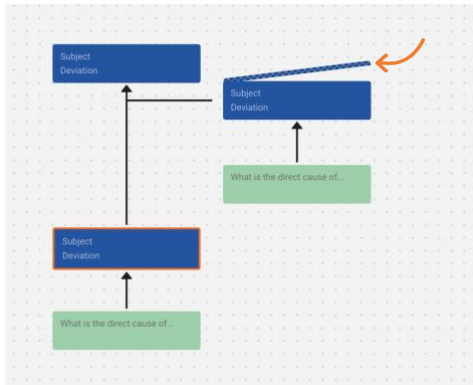 Subject
Deviation
Subject
Deviation
What is the direct cause of...
Subject
Deviation
What is the direct cause of...